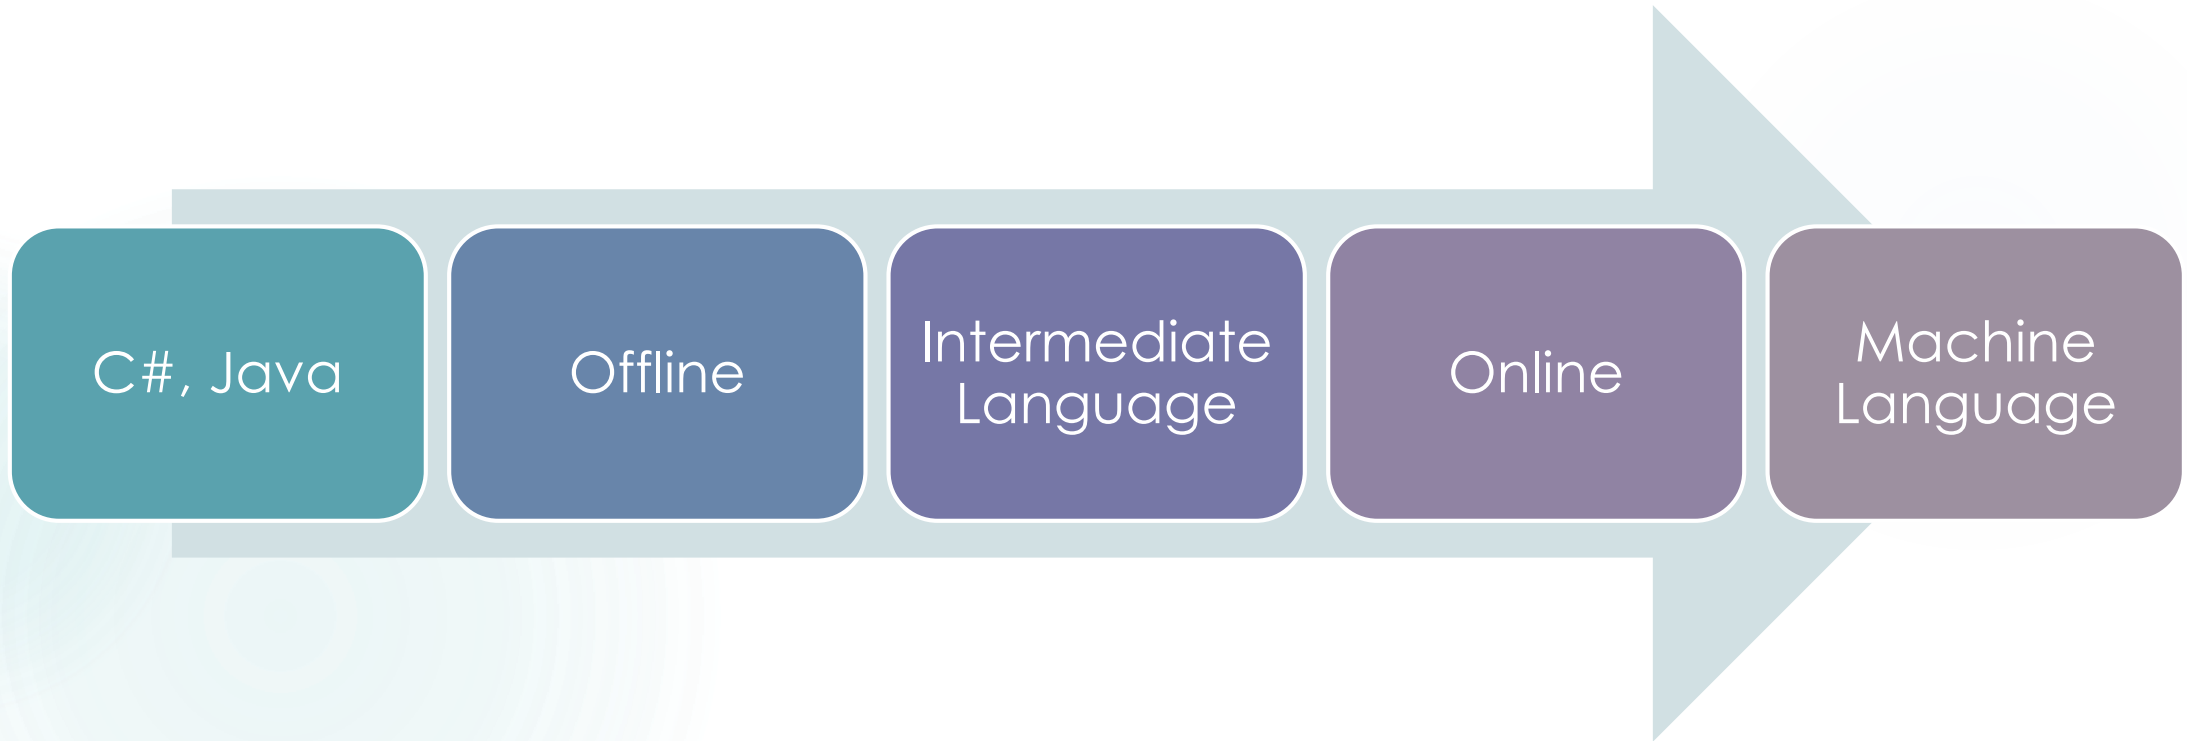 C#, Java
Offline
Intermediate
Language
Online
Machine
Language